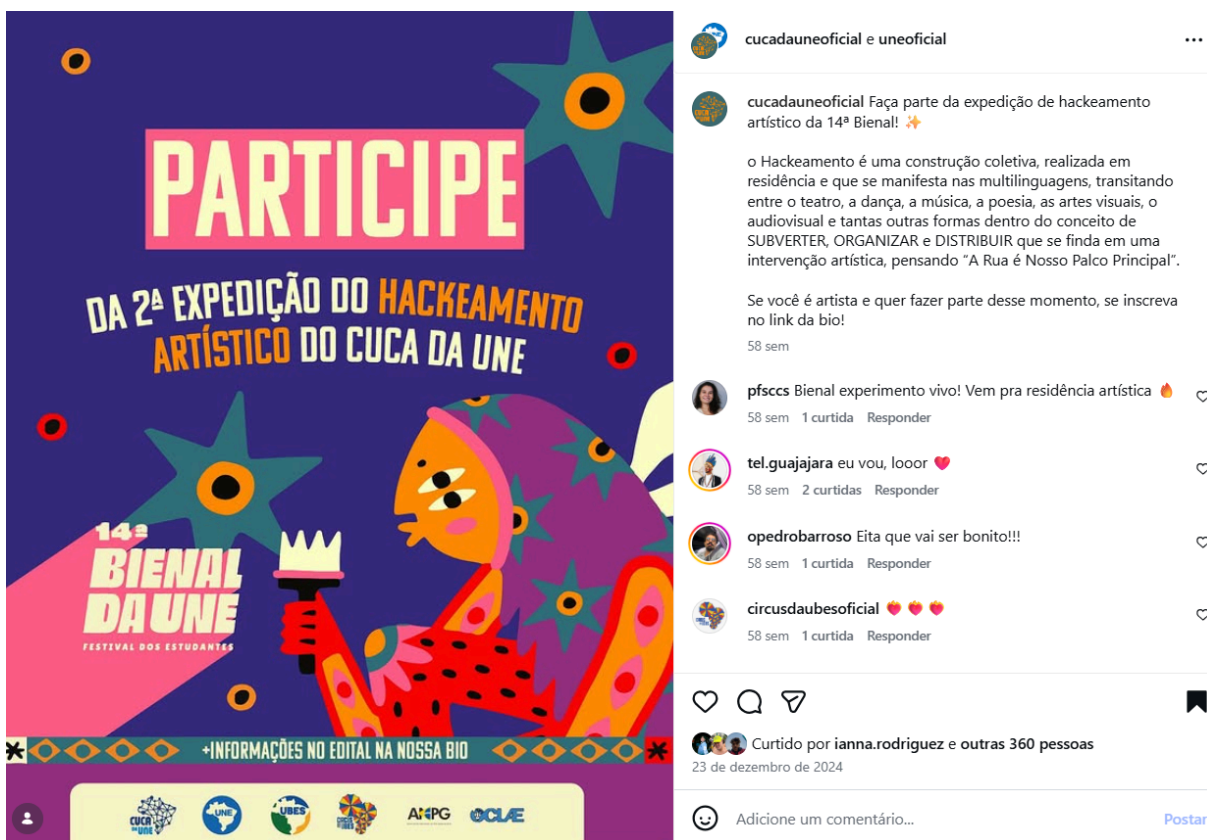 PARTICIPE
DA 2ª EXPEDIÇÃO DO HACKEAMENTO
ARTÍSTICO DO CUCA DA UNE
14ª
BIENAL
DA UNE
FESTIVAL DOS ESTUDANTES
+INFORMAÇÕES NO EDITAL NA NOSSA BIO
CUCA
DA UNE
UNE
UBES
ANPG
OCLAE
cucadauneoficial e uneoficial
cucadauneoficial Faça parte da expedição de hackeamento
artístico da 14ª Bienal! ✨
o Hackeamento é uma construção coletiva, realizada em
residência e que se manifesta nas multilinguagens, transitando
entre o teatro, a dança, a música, a poesia, as artes visuais, o
audiovisual e tantas outras formas dentro do conceito de
SUBVERTER, ORGANIZAR e DISTRIBUIR que se finda em uma
intervenção artística, pensando “A Rua é Nosso Palco Principal”.
Se você é artista e quer fazer parte desse momento, se inscreva
no link da bio!
58 sem
pfsccs Bienal experimento vivo! Vem pra residência artística 🔥
58 sem 1 curtida Responder
tel.guajajara eu vou, looor 💓
58 sem 2 curtidas Responder
opedrobarroso Eita que vai ser bonito!!!
58 sem 1 curtida Responder
circusdaubesoficial ❤️‍🔥 ❤️‍🔥 ❤️‍🔥
58 sem 1 curtida Responder
Curtido por ianna.rodriguez e outras 360 pessoas
23 de dezembro de 2024
Adicione um comentário...
Postar